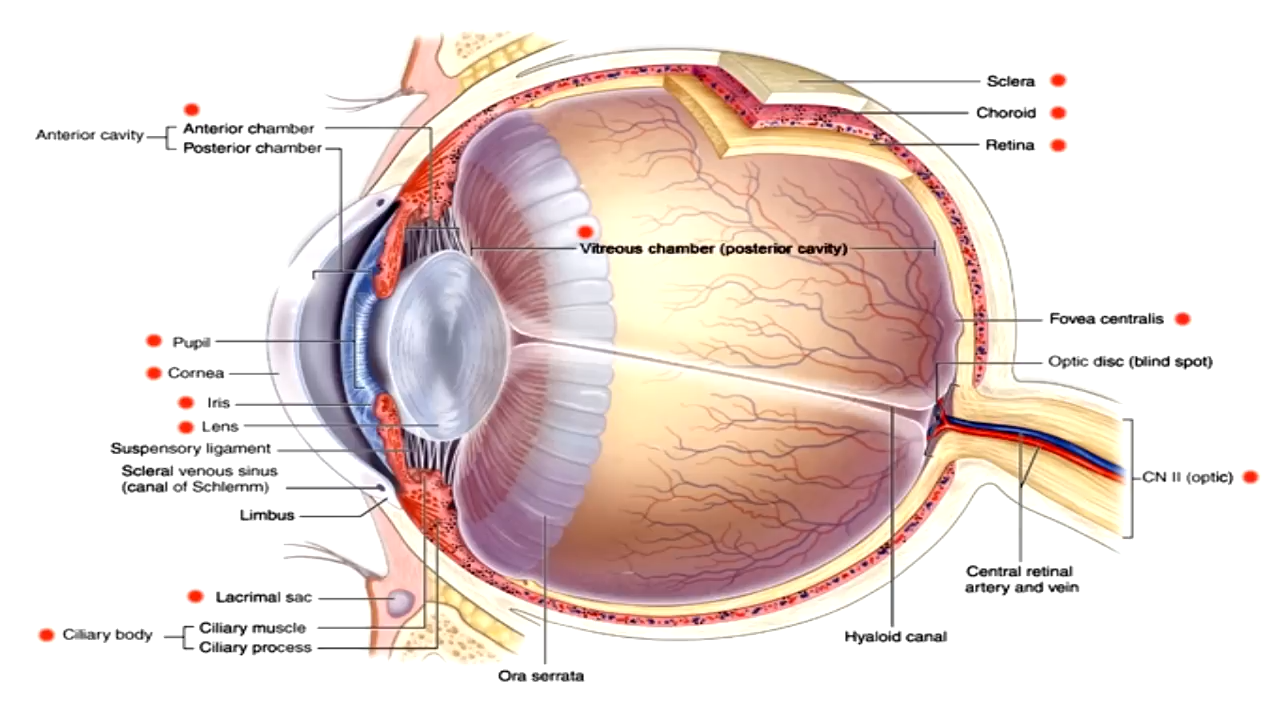 Anterior cavity
Anterior chamber
Posterior chamber
Sclera
Choroid
Retina
Vitreous chamber (posterior cavity)
Pupil
Cornea
Iris
Lens
Suspensory ligament
Scleral venous sinus
(canal of Schlemm)
Limbus
Fovea centralis
Optic disc (blind spot)
CN II (optic)
Central retinal
artery and vein
Lacrimal sac
Ciliary body
Ciliary muscle
Ciliary process
Hyaloid canal
Ora serrata